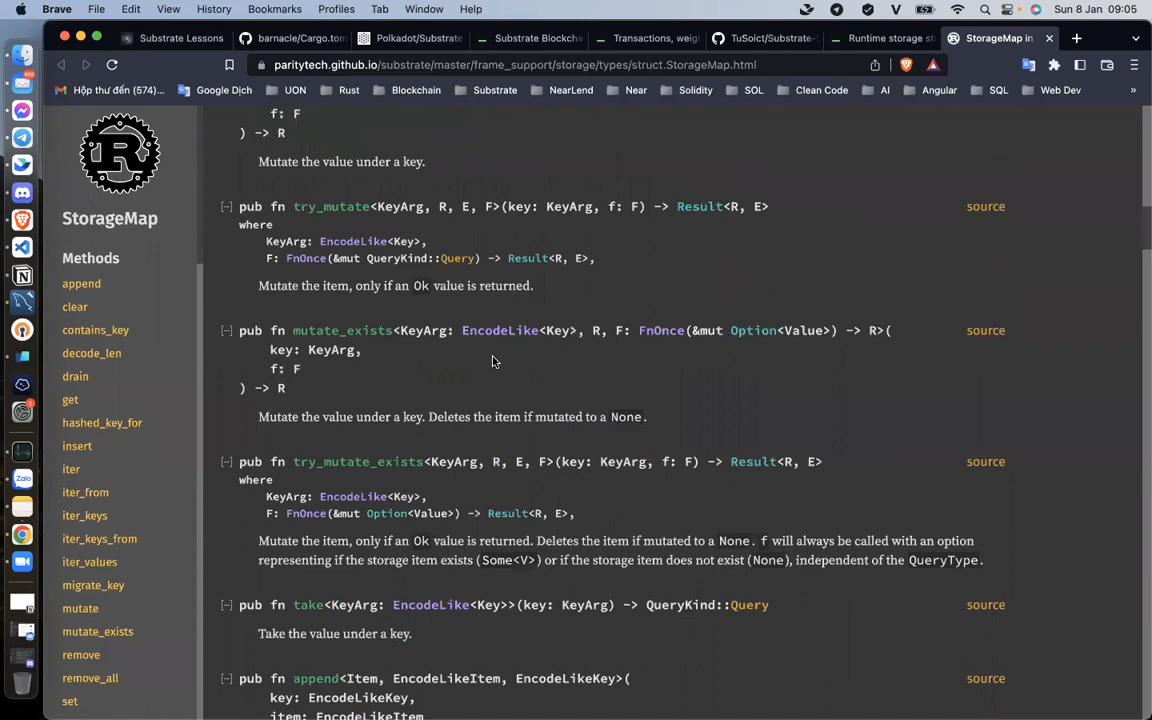 Brave File Edit View History Bookmarks Profiles Tab Window Help Sun 8 Jan 09:05
Substrate Lessons barnacle/Cargo.tom Polkadot/Substrate Substrate Blockcha Transactions, weig TuSoict/Substrate- Runtime storage st StorageMap in
paritytech.github.io/substrate/master/frame_support/storage/types/struct.StorageMap.html
Hộp thư đến (574)... Google Dịch UON Rust Blockchain Substrate NearLend Near Solidity SOL Clean Code AI Angular SQL Web Dev »
StorageMap
Methods
append
clear
contains_key
decode_len
drain
get
hashed_key_for
insert
iter
iter_from
iter_keys
iter_keys_from
iter_values
migrate_key
mutate
mutate_exists
remove
remove_all
set
f: F
) -> R
Mutate the value under a key.
[-] pub fn try_mutate<KeyArg, R, E, F>(key: KeyArg, f: F) -> Result<R, E> source
where
KeyArg: EncodeLike<Key>,
F: FnOnce(&mut QueryKind::Query) -> Result<R, E>,
Mutate the item, only if an Ok value is returned.
[-] pub fn mutate_exists<KeyArg: EncodeLike<Key>, R, F: FnOnce(&mut Option<Value>) -> R>( source
key: KeyArg,
f: F
) -> R
Mutate the value under a key. Deletes the item if mutated to a None.
[-] pub fn try_mutate_exists<KeyArg, R, E, F>(key: KeyArg, f: F) -> Result<R, E> source
where
KeyArg: EncodeLike<Key>,
F: FnOnce(&mut Option<Value>) -> Result<R, E>,
Mutate the item, only if an Ok value is returned. Deletes the item if mutated to a None. f will always be called with an option
representing if the storage item exists (Some<V>) or if the storage item does not exist (None), independent of the QueryType.
[-] pub fn take<KeyArg: EncodeLike<Key>>(key: KeyArg) -> QueryKind::Query source
Take the value under a key.
[-] pub fn append<Item, EncodeLikeItem, EncodeLikeKey>( source
key: EncodeLikeKey,
item: EncodeLikeItem